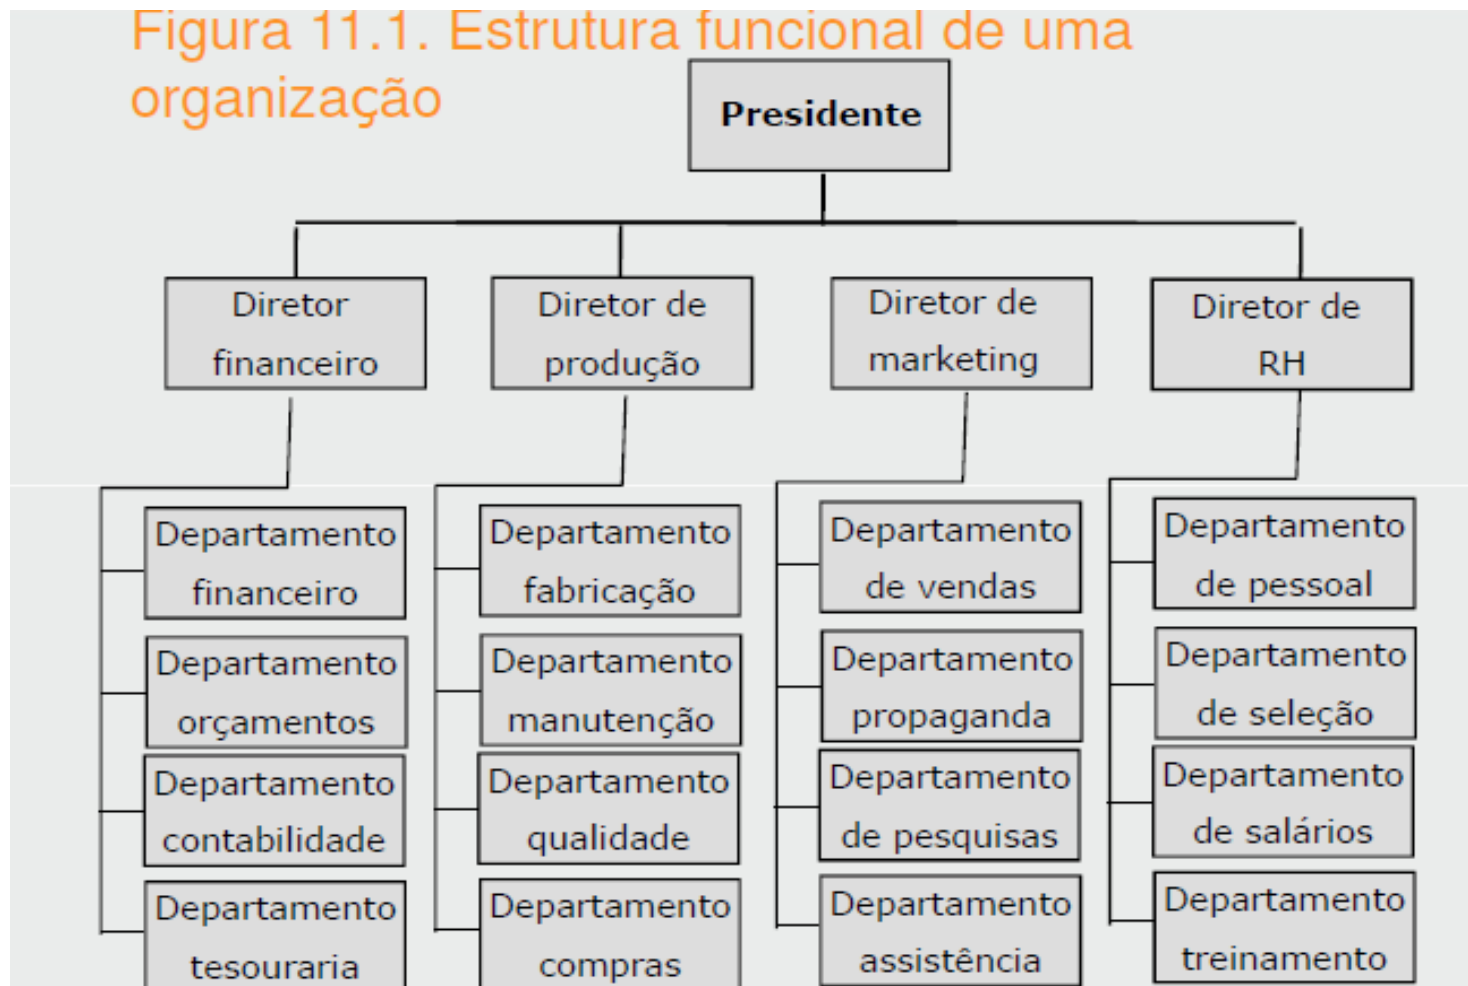 Figura 11.1. Estrutura funcional de uma
organização
Presidente
Diretor
financeiro
Diretor de
produção
Diretor de
marketing
Diretor de
RH
Departamento
financeiro
Departamento
orçamentos
Departamento
contabilidade
Departamento
tesouraria
Departamento
fabricação
Departamento
manutenção
Departamento
qualidade
Departamento
compras
Departamento
de vendas
Departamento
propaganda
Departamento
de pesquisas
Departamento
assistência
Departamento
de pessoal
Departamento
de seleção
Departamento
de salários
Departamento
treinamento